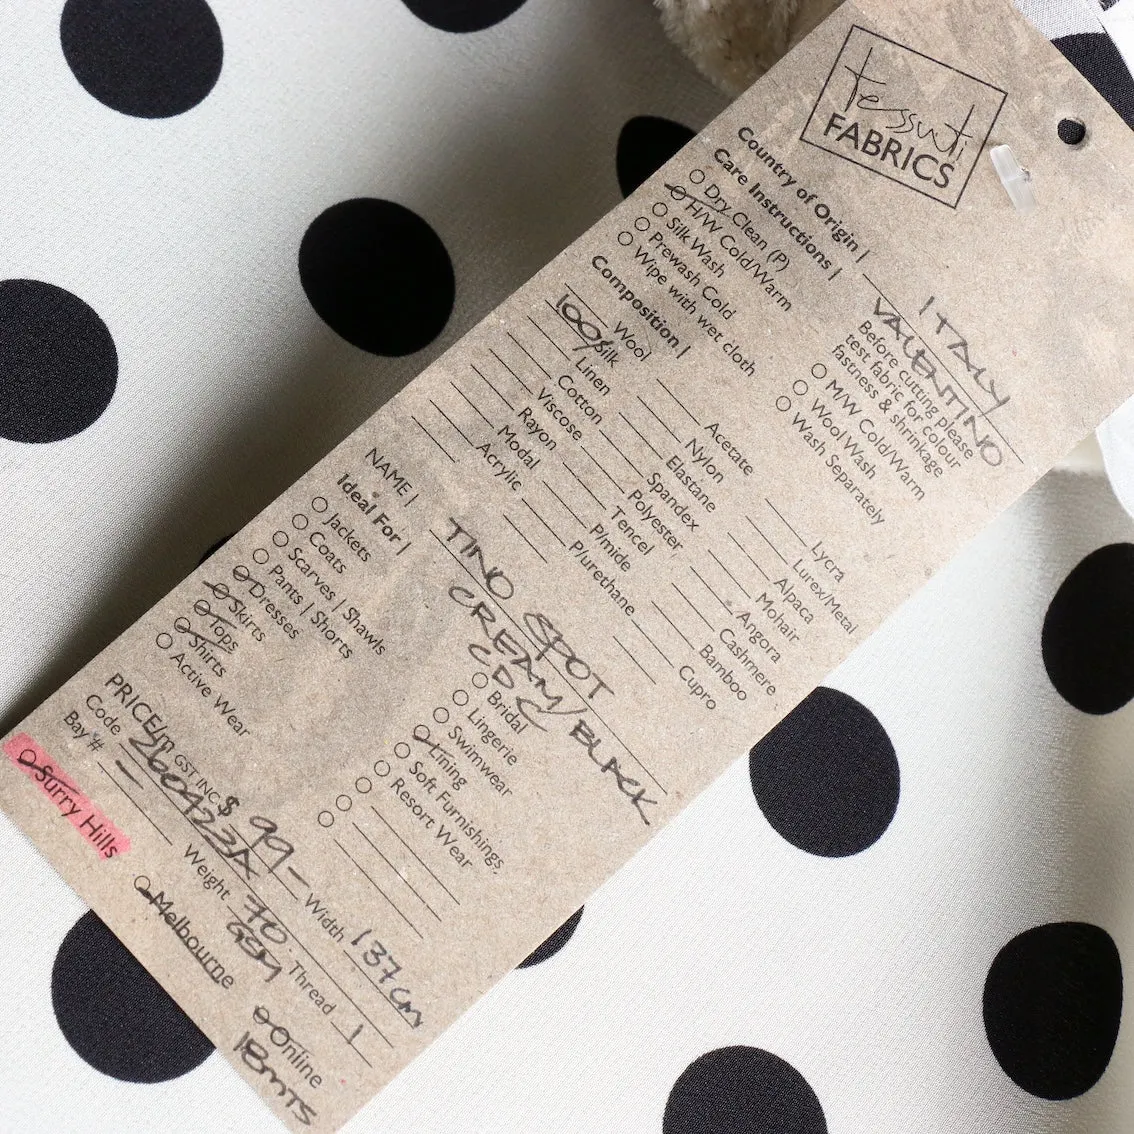 tessuti
FABRICS
Country of Origin | ITALY
Care Instructions | VALENTINO
Dry Clean (P)
H/W Cold/Warm
Silk Wash
Prewash Cold
Wipe with wet cloth
Before cutting please
test fabric for colour
fastness & shrinkage
M/W Cold/Warm
Wool Wash
Wash Separately
Composition |
Wool
100% Silk
Linen
Cotton
Viscose
Rayon
Modal
Acrylic
Acetate
Nylon
Elastane
Spandex
Polyester
Tencel
P/mide
P/urethane
Lycra
Lurex/Metal
Alpaca
Mohair
Angora
Cashmere
Bamboo
Cupro
NAME | TINO SPOT
CREAM/BLACK
CDC
Ideal For |
Jackets
Coats
Scarves | Shawls
Pants | Shorts
Dresses
Skirts
Tops
Shirts
Active Wear
Bridal
Lingerie
Swimwear
Lining
Soft Furnishings
Resort Wear
PRICE/m GST INC $ 99- Width 137cm
Code 260423A Weight 70 GSM Thread 1
Bay # -
Surry Hills
Melbourne
Online
18mts